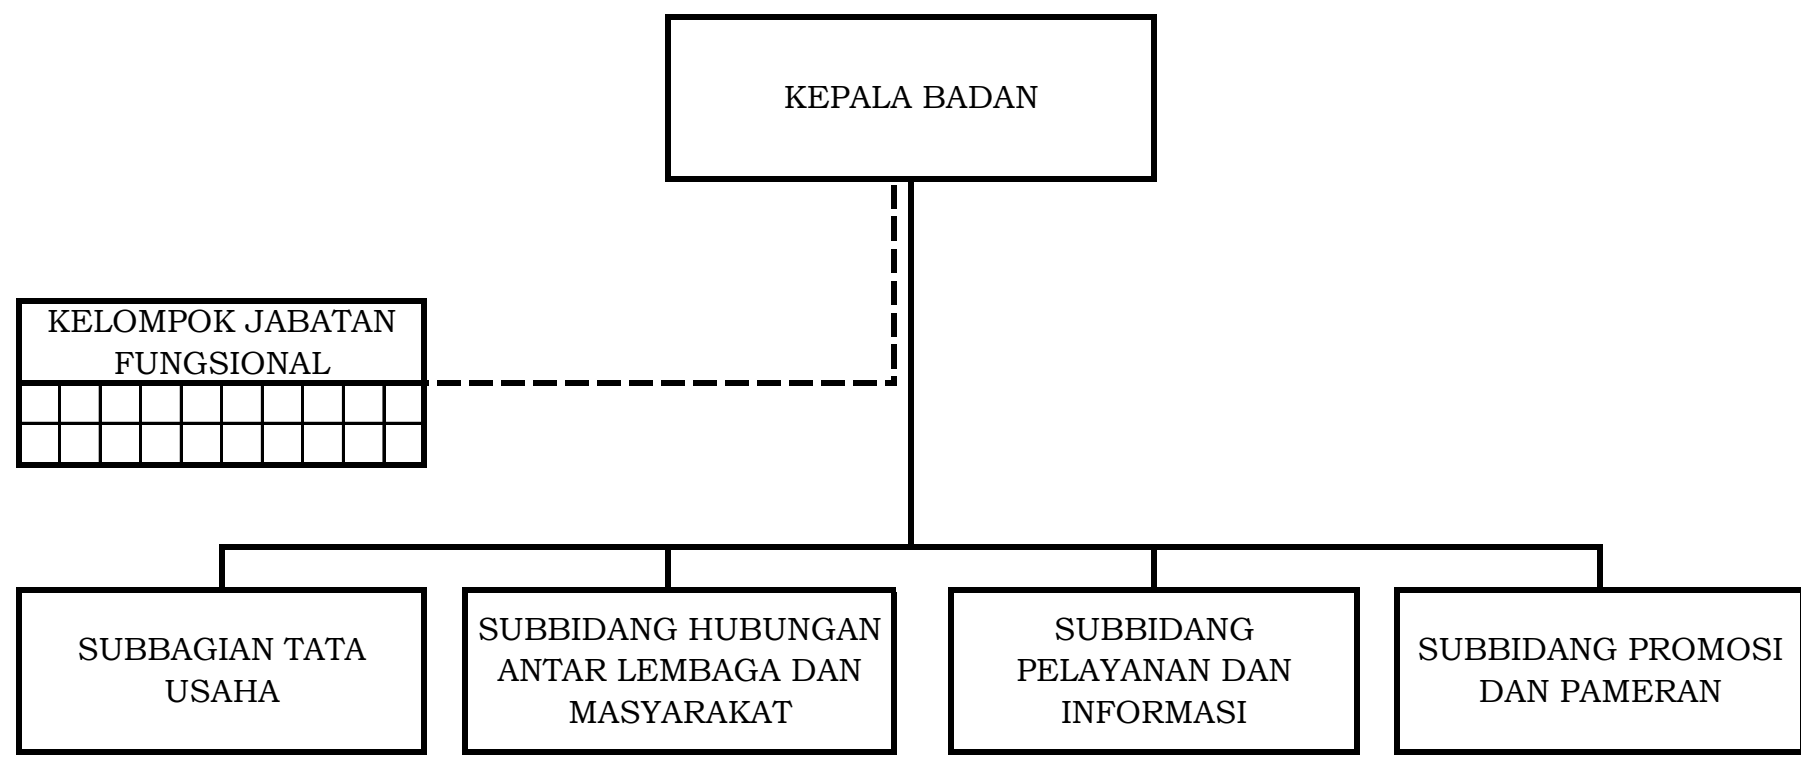 KEPALA BADAN
KELOMPOK JABATAN
FUNGSIONAL
SUBBAGIAN TATA
USAHA
SUBBIDANG HUBUNGAN
ANTAR LEMBAGA DAN
MASYARAKAT
SUBBIDANG
PELAYANAN DAN
INFORMASI
SUBBIDANG PROMOSI
DAN PAMERAN